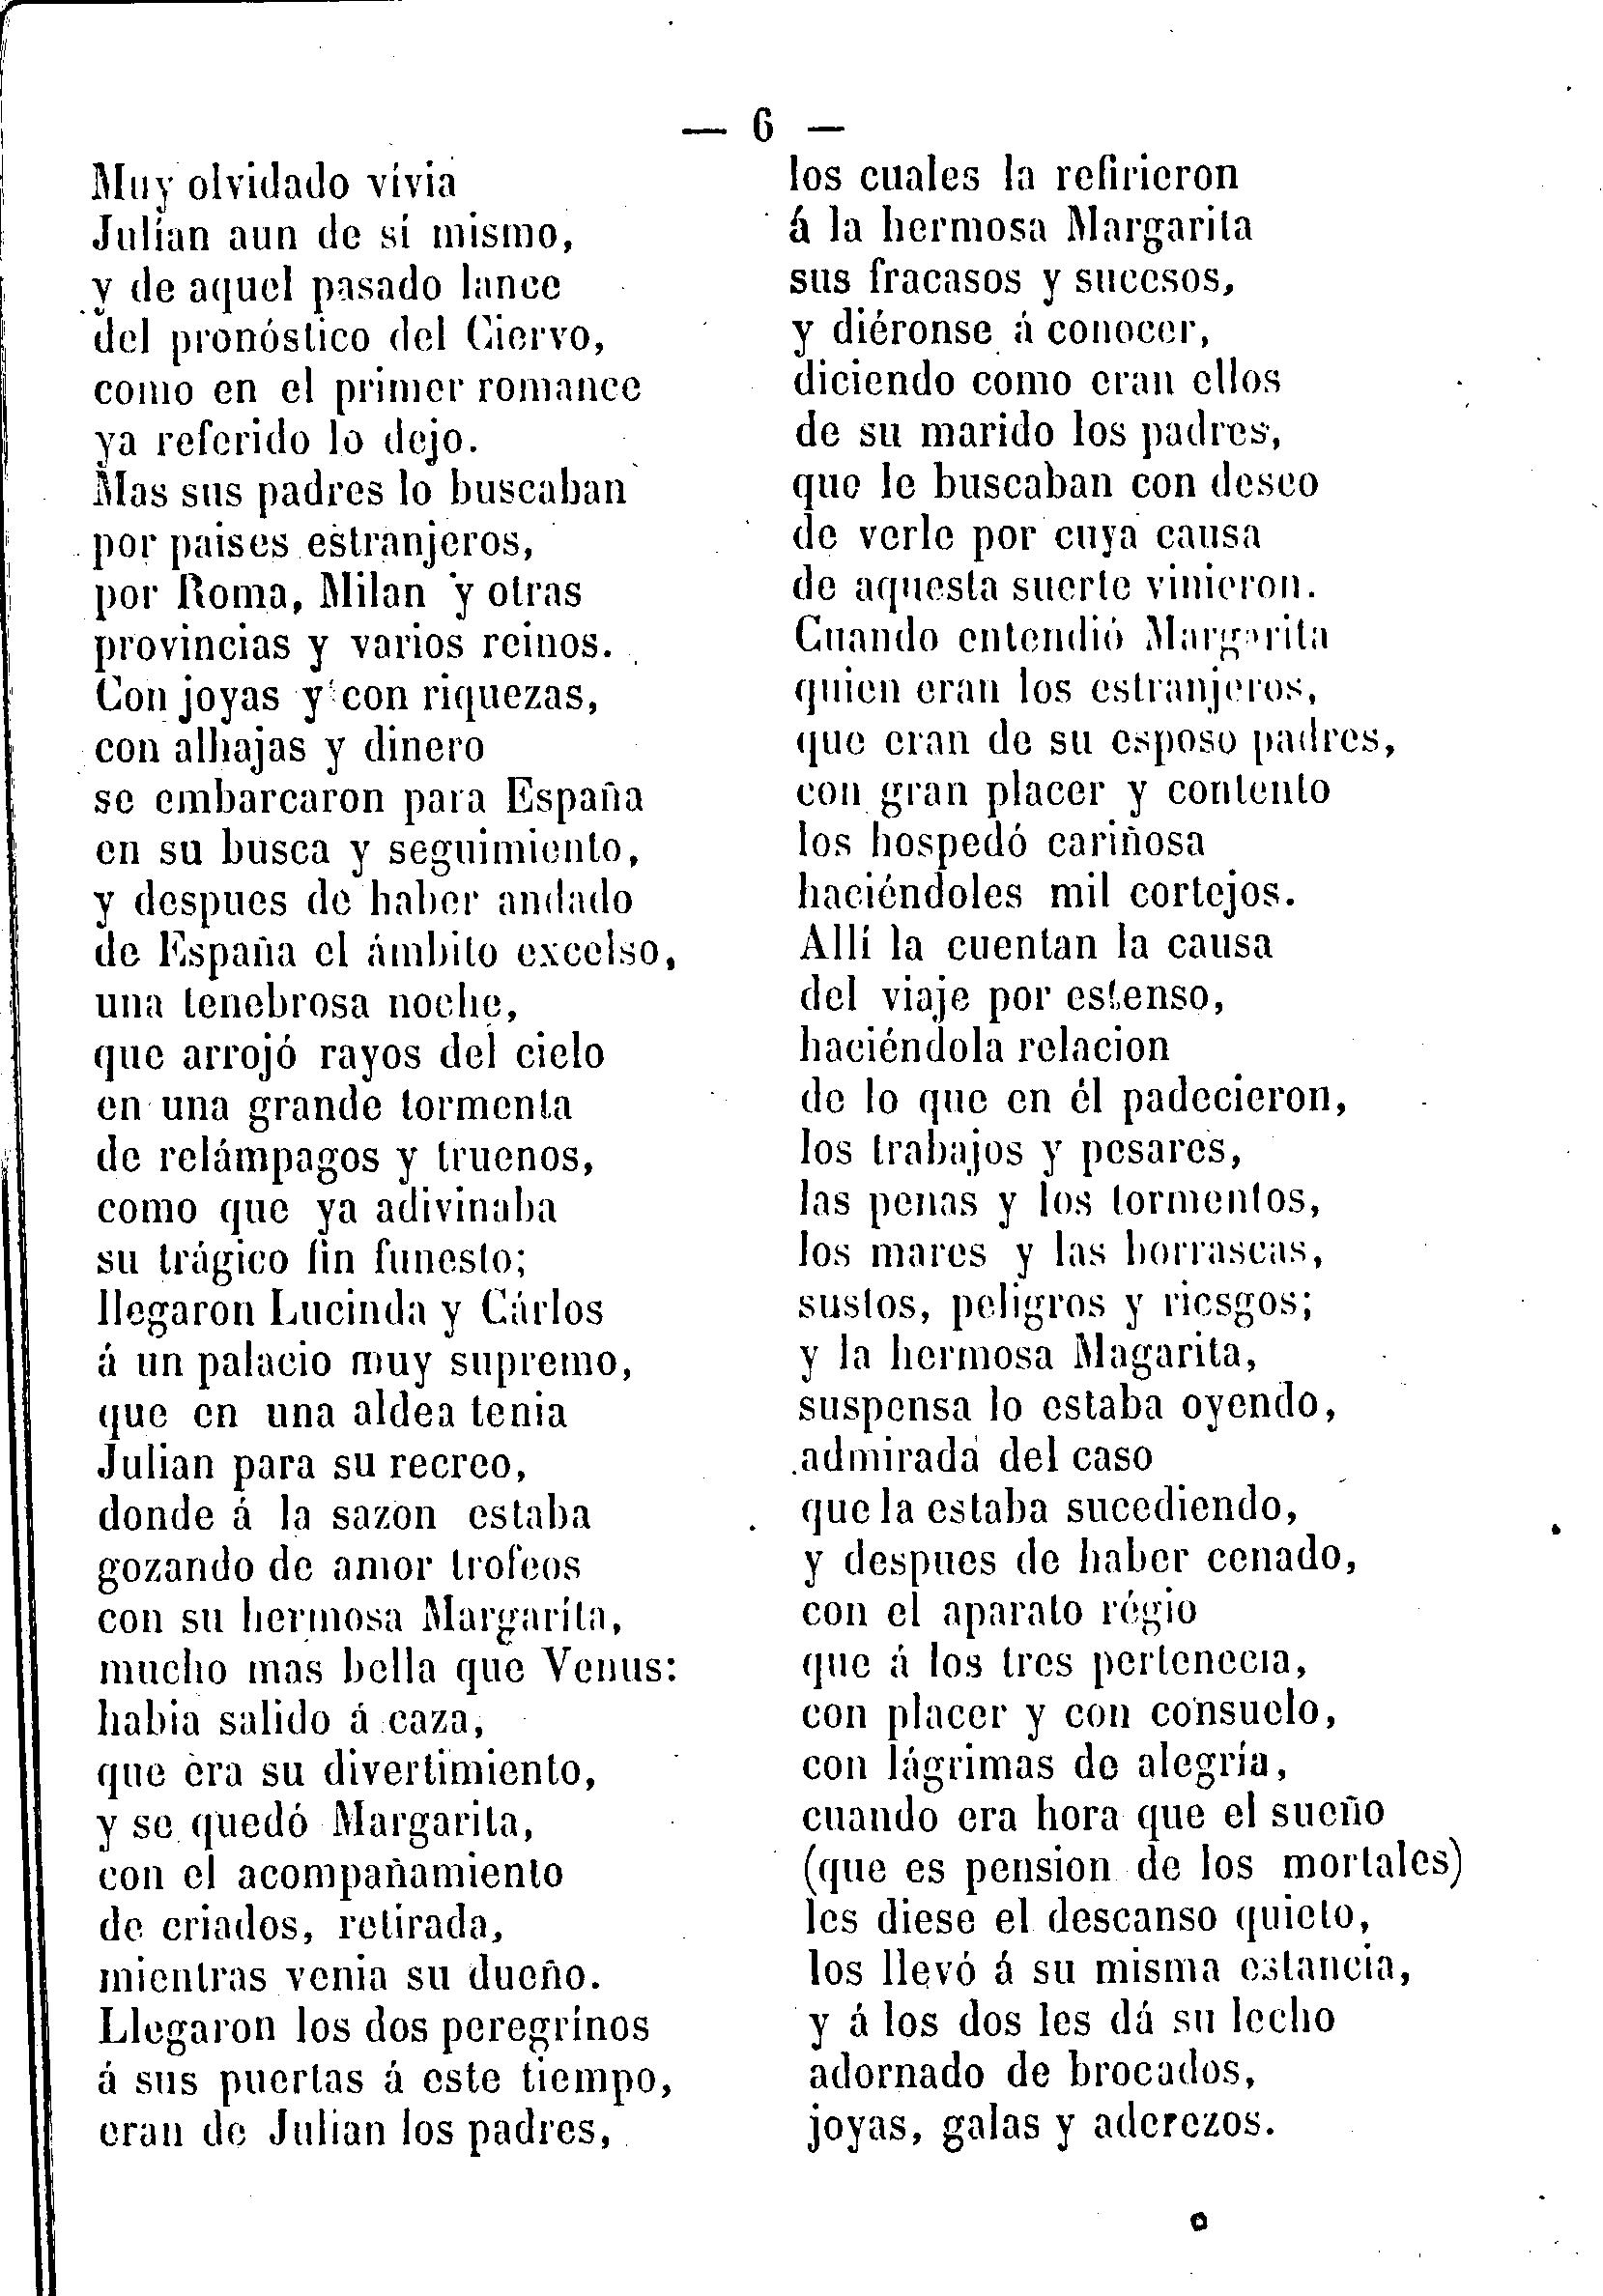 — 6 —
Muy olvidado vívia
Julian aun de sí mismo,
y de aquel pasado lance
del pronóstico del Ciervo,
como en el primer romance
ya referido lo dejo.
Mas sus padres lo buscaban
por paises estranjeros,
por Roma, Milan y otras
provincias y varios reinos.
Con joyas y con riquezas,
con alhajas y dinero
se embarcaron para España
en su busca y seguimiento,
y despues de haber andado
de España el ámbito excelso,
una tenebrosa noche,
que arrojó rayos del cielo
en una grande tormenta
de relámpagos y truenos,
como que ya adivinaba
su trágico fin funesto;
llegaron Lucinda y Cárlos
á un palacio muy supremo,
que en una aldea tenia
Julian para su recreo,
donde á la sazon estaba
gozando de amor trofeos
con su hermosa Margaríta,
mucho mas bella que Venus:
habia salido á caza,
que era su divertimiento,
y se quedó Margarita,
con el acompañamiento
de criados, retirada,
mientras venia su dueño.
Llegaron los dos peregrinos
á sus puertas á este tiempo,
eran de Julian los padres,
los cuales la refirieron
á la hermosa Margarita
sus fracasos y sucesos,
y diéronse á conocer,
diciendo como eran ellos
de su marido los padres,
que le buscaban con deseo
de verle por cuya causa
de aquesta suerte vinieron.
Cuando entendió Margarita
quien eran los estranjeros,
que eran de su esposo padres,
con gran placer y contento
los hospedó cariñosa
haciéndoles mil cortejos.
Allí la cuentan la causa
del viaje por estenso,
haciéndola relacion
de lo que en él padecieron,
los trabajos y pesares,
las penas y los tormentos,
los mares y las borrascas,
sustos, peligros y riesgos;
y la hermosa Magarita,
suspensa lo estaba oyendo,
admirada del caso
que la estaba sucediendo,
y despues de haber cenado,
con el aparato régio
que á los tres pertenecia,
con placer y con consuelo,
con lágrimas de alegría,
cuando era hora que el sueño
(que es pension de los mortales)
les diese el descanso quieto,
los llevó á su misma estancia,
y á los dos les dá su lecho
adornado de brocados,
joyas, galas y aderezos.